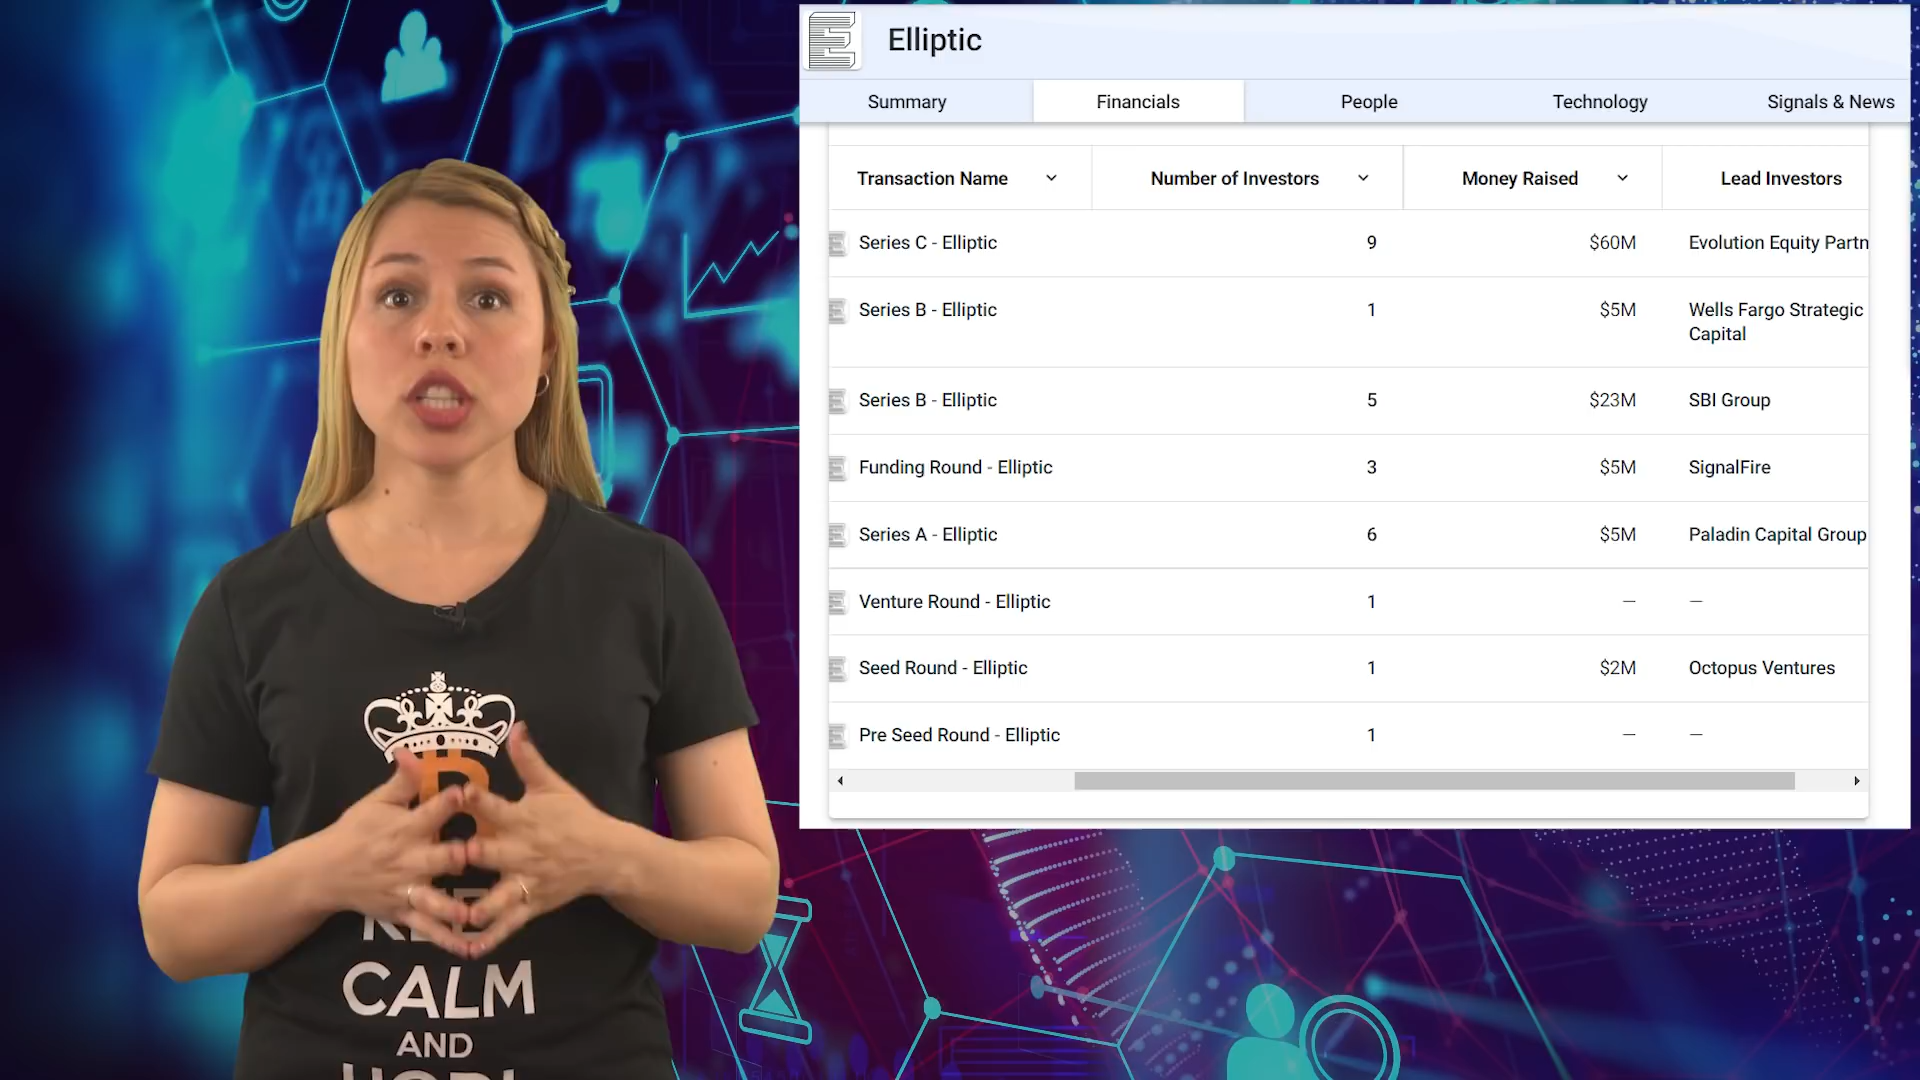 Elliptic
Summary
Financials
People
Technology
Signals & News
Transaction Name
Number of Investors
Money Raised
Lead Investors
Series C - Elliptic 9 $60M Evolution Equity Partn
Series B - Elliptic 1 $5M Wells Fargo Strategic
Capital
Series B - Elliptic 5 $23M SBI Group
Funding Round - Elliptic 3 $5M SignalFire
Series A - Elliptic 6 $5M Paladin Capital Group
Venture Round - Elliptic 1 — —
Seed Round - Elliptic 1 $2M Octopus Ventures
Pre Seed Round - Elliptic 1 — —
CALM
AND